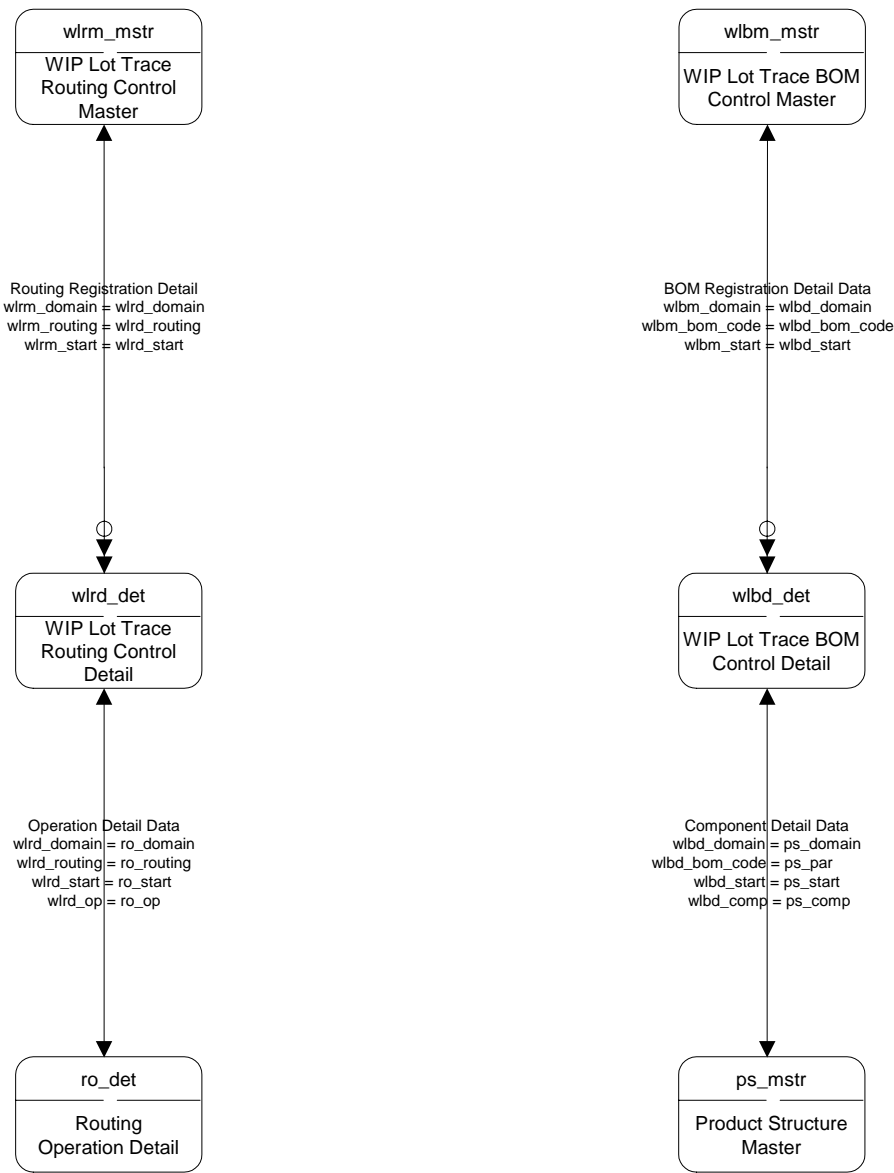 wlrm_mstr
WIP Lot Trace
Routing Control
Master
wlbm_mstr
WIP Lot Trace BOM
Control Master
Routing Registration Detail
wlrm_domain = wlrd_domain
wlrm_routing = wlrd_routing
wlrm_start = wlrd_start
BOM Registration Detail Data
wlbm_domain = wlbd_domain
wlbm_bom_code = wlbd_bom_code
wlbm_start = wlbd_start
wlrd_det
WIP Lot Trace
Routing Control
Detail
wlbd_det
WIP Lot Trace BOM
Control Detail
Operation Detail Data
wlrd_domain = ro_domain
wlrd_routing = ro_routing
wlrd_start = ro_start
wlrd_op = ro_op
Component Detail Data
wlbd_domain = ps_domain
wlbd_bom_code = ps_par
wlbd_start = ps_start
wlbd_comp = ps_comp
ro_det
Routing
Operation Detail
ps_mstr
Product Structure
Master